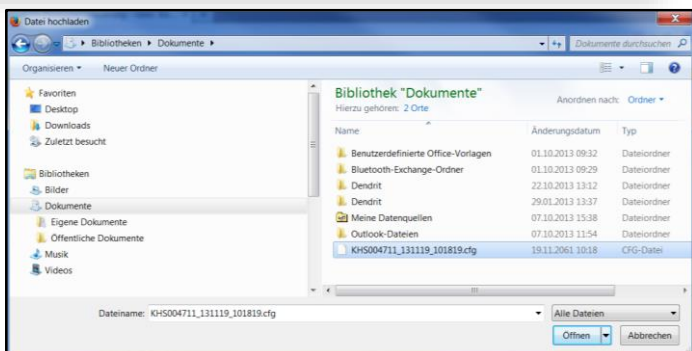 Datei hochladen
Bibliotheken Dokumente
Dokumente durchsuchen
Organisieren Neuer Ordner
Favoriten
Desktop
Downloads
Zuletzt besucht
Bibliotheken
Bilder
Dokumente
Eigene Dokumente
Öffentliche Dokumente
Musik
Videos
Bibliothek "Dokumente"
Hierzu gehören: 2 Orte
Anordnen nach: Ordner
Name Änderungsdatum Typ
Benutzerdefinierte Office-Vorlagen 01.10.2013 09:32 Dateiordner
Bluetooth-Exchange-Ordner 01.10.2013 09:29 Dateiordner
Dendrit 22.10.2013 13:12 Dateiordner
Dendrit 29.01.2013 13:37 Dateiordner
Meine Datenquellen 07.10.2013 15:38 Dateiordner
Outlook-Dateien 07.10.2013 11:54 Dateiordner
KHS004711_131119_101819.cfg 19.11.2061 10:18 CFG-Datei
Dateiname: KHS004711_131119_101819.cfg
Alle Dateien
Öffnen Abbrechen